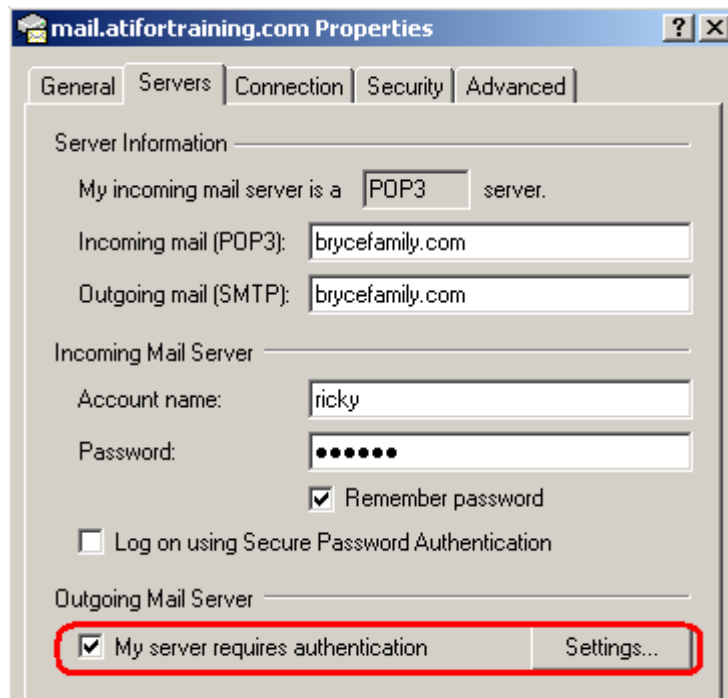 mail.atifortraining.com Properties ? X
General Servers Connection Security Advanced
Server Information
My incoming mail server is a POP3 server.
Incoming mail (POP3): brycefamily.com
Outgoing mail (SMTP): brycefamily.com
Incoming Mail Server
Account name: ricky
Password: ●●●●●●
Remember password
Log on using Secure Password Authentication
Outgoing Mail Server
My server requires authentication Settings...